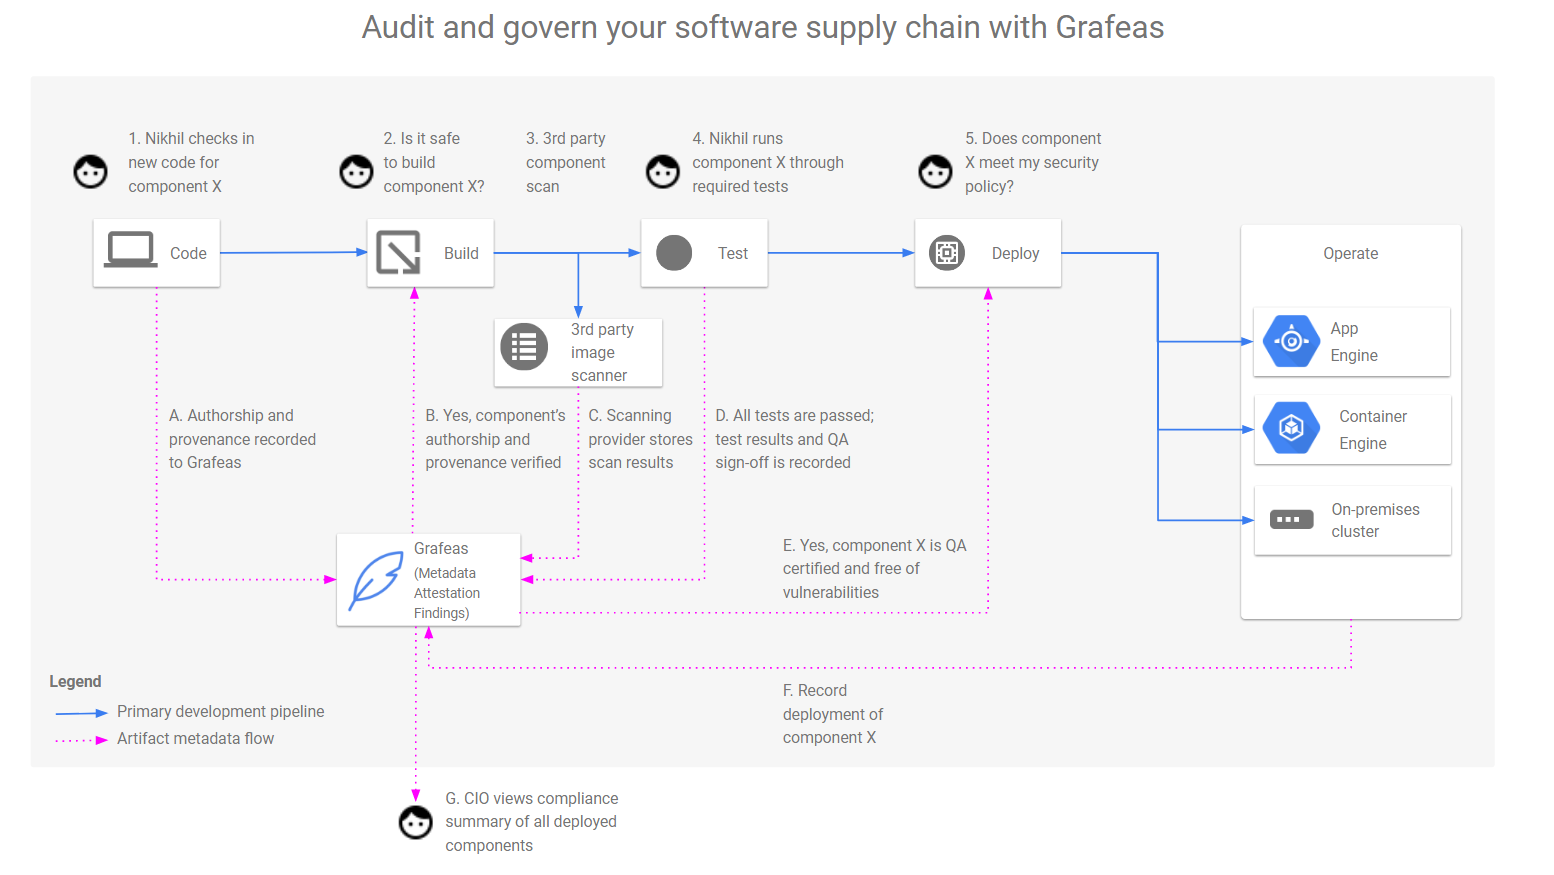 Audit and govern your software supply chain with Grafeas
1. Nikhil checks in
new code for
component X
2. Is it safe
to build
component X?
3. 3rd party
component
scan
4. Nikhil runs
component X through
required tests
5. Does component
X meet my security
policy?
Code
Build
Test
Deploy
Operate
3rd party
image
scanner
App
Engine
Container
Engine
On-premises
cluster
A. Authorship and
provenance recorded
to Grafeas
B. Yes, component’s
authorship and
provenance verified
C. Scanning
provider stores
scan results
D. All tests are passed;
test results and QA
sign-off is recorded
Grafeas
(Metadata
Attestation
Findings)
E. Yes, component X is QA
certified and free of
vulnerabilities
Legend
Primary development pipeline
Artifact metadata flow
F. Record
deployment of
component X
G. CIO views compliance
summary of all deployed
components